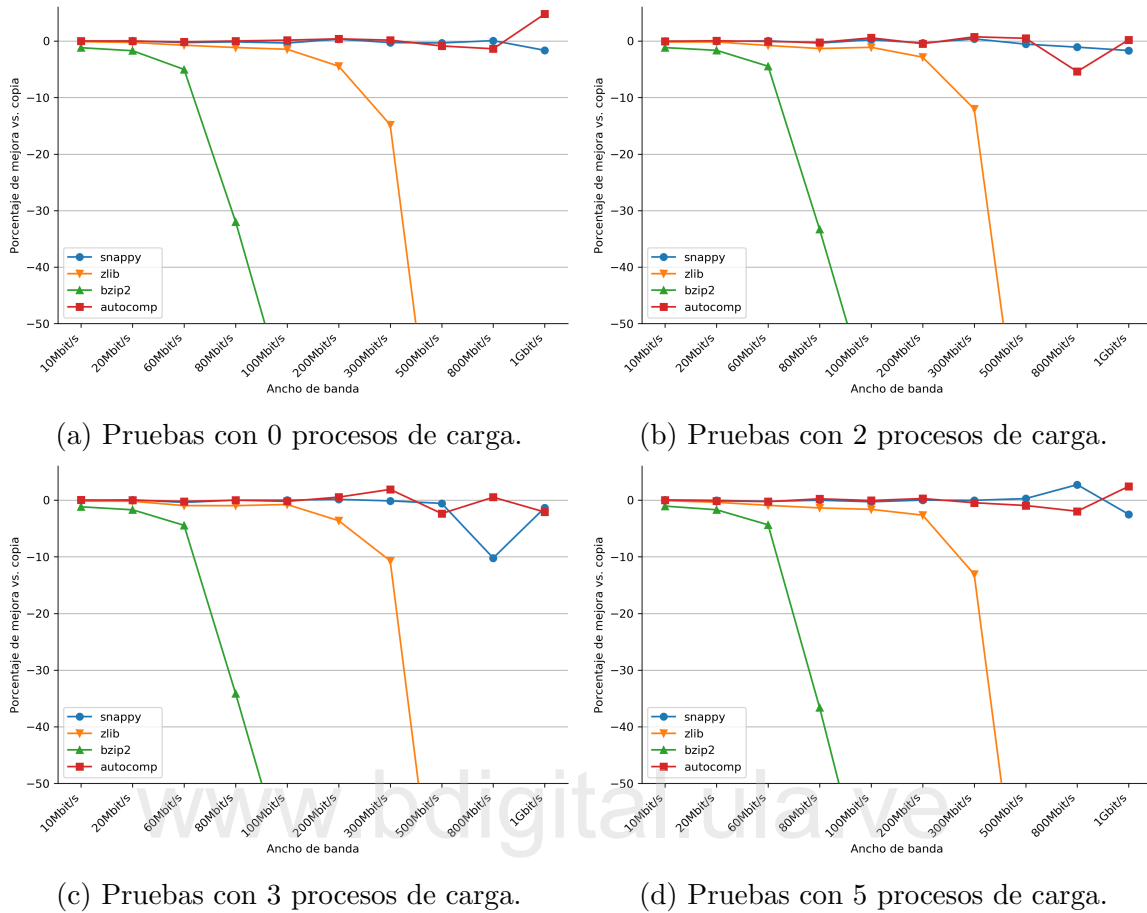 0
−10
−20
−30
−40
−50
Porcentaje de mejora vs. copia
snappy
zlib
bzip2
autocomp
10Mbit/s
20Mbit/s
60Mbit/s
80Mbit/s
100Mbit/s
200Mbit/s
300Mbit/s
500Mbit/s
800Mbit/s
1Gbit/s
Ancho de banda
(a) Pruebas con 0 procesos de carga.
0
−10
−20
−30
−40
−50
Porcentaje de mejora vs. copia
snappy
zlib
bzip2
autocomp
10Mbit/s
20Mbit/s
60Mbit/s
80Mbit/s
100Mbit/s
200Mbit/s
300Mbit/s
500Mbit/s
800Mbit/s
1Gbit/s
Ancho de banda
(b) Pruebas con 2 procesos de carga.
0
−10
−20
−30
−40
−50
Porcentaje de mejora vs. copia
snappy
zlib
bzip2
autocomp
10Mbit/s
20Mbit/s
60Mbit/s
80Mbit/s
100Mbit/s
200Mbit/s
300Mbit/s
500Mbit/s
800Mbit/s
1Gbit/s
Ancho de banda
(c) Pruebas con 3 procesos de carga.
0
−10
−20
−30
−40
−50
Porcentaje de mejora vs. copia
snappy
zlib
bzip2
autocomp
10Mbit/s
20Mbit/s
60Mbit/s
80Mbit/s
100Mbit/s
200Mbit/s
300Mbit/s
500Mbit/s
800Mbit/s
1Gbit/s
Ancho de banda
(d) Pruebas con 5 procesos de carga.
www.bdigital.ula.ve